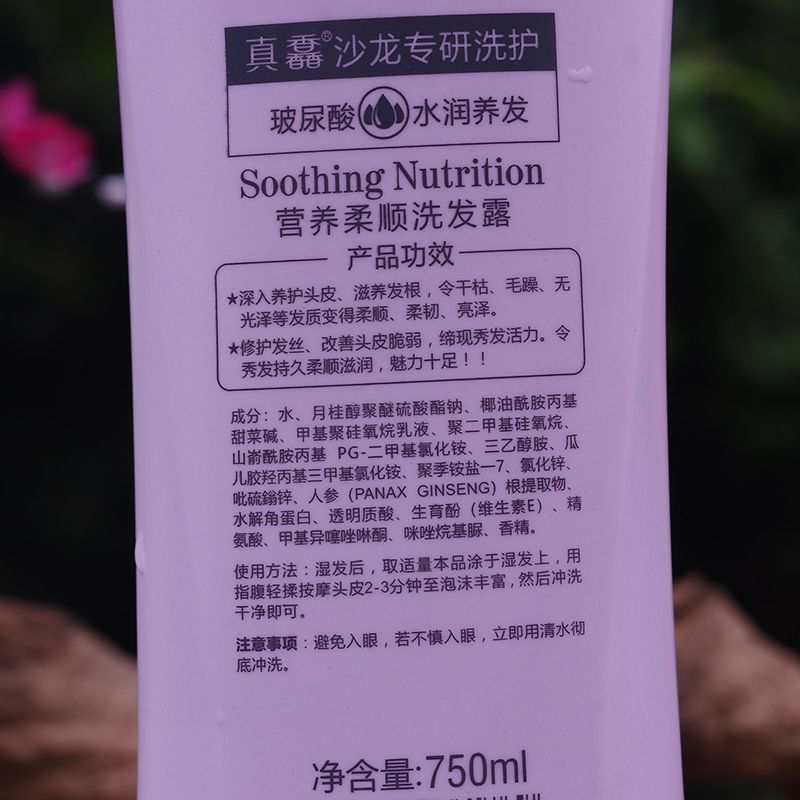 真馫®沙龙专研洗护
玻尿酸 水润养发
Soothing Nutrition
营养柔顺洗发露
产品功效
★深入养护头皮、滋养发根，令干枯、毛躁、无
光泽等发质变得柔顺、柔韧、亮泽。
★修护发丝、改善头皮脆弱，缔现秀发活力。令
秀发持久柔顺滋润，魅力十足！！
成分：水、月桂醇聚醚硫酸酯钠、椰油酰胺丙基
甜菜碱、甲基聚硅氧烷乳液、聚二甲基硅氧烷、
山嵛酰胺丙基 PG-二甲基氯化铵、三乙醇胺、瓜
儿胶羟丙基三甲基氯化铵、聚季铵盐—7、氯化锌、
吡硫鎓锌、人参（PANAX GINSENG）根提取物、
水解角蛋白、透明质酸、生育酚（维生素E）、精
氨酸、甲基异噻唑啉酮、咪唑烷基脲、香精。
使用方法：湿发后，取适量本品涂于湿发上，用
指腹轻揉按摩头皮2-3分钟至泡沫丰富，然后冲洗
干净即可。
注意事项：避免入眼，若不慎入眼，立即用清水彻
底冲洗。
净含量:750ml